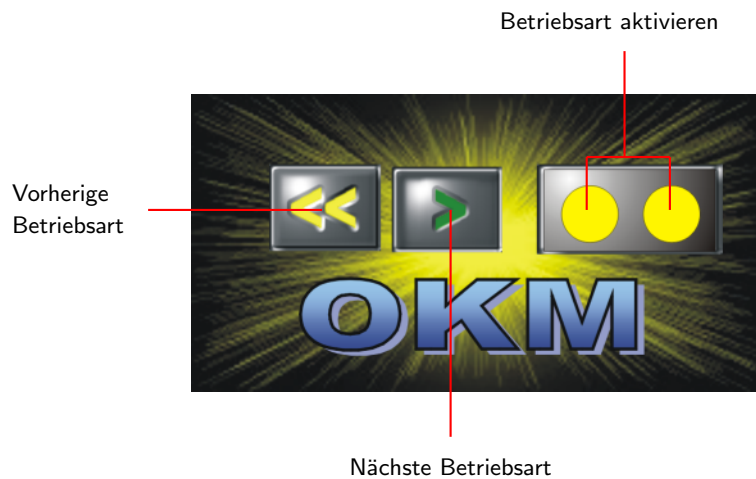 Betriebsart aktivieren
Vorherige
Betriebsart
OKM
Nächste Betriebsart